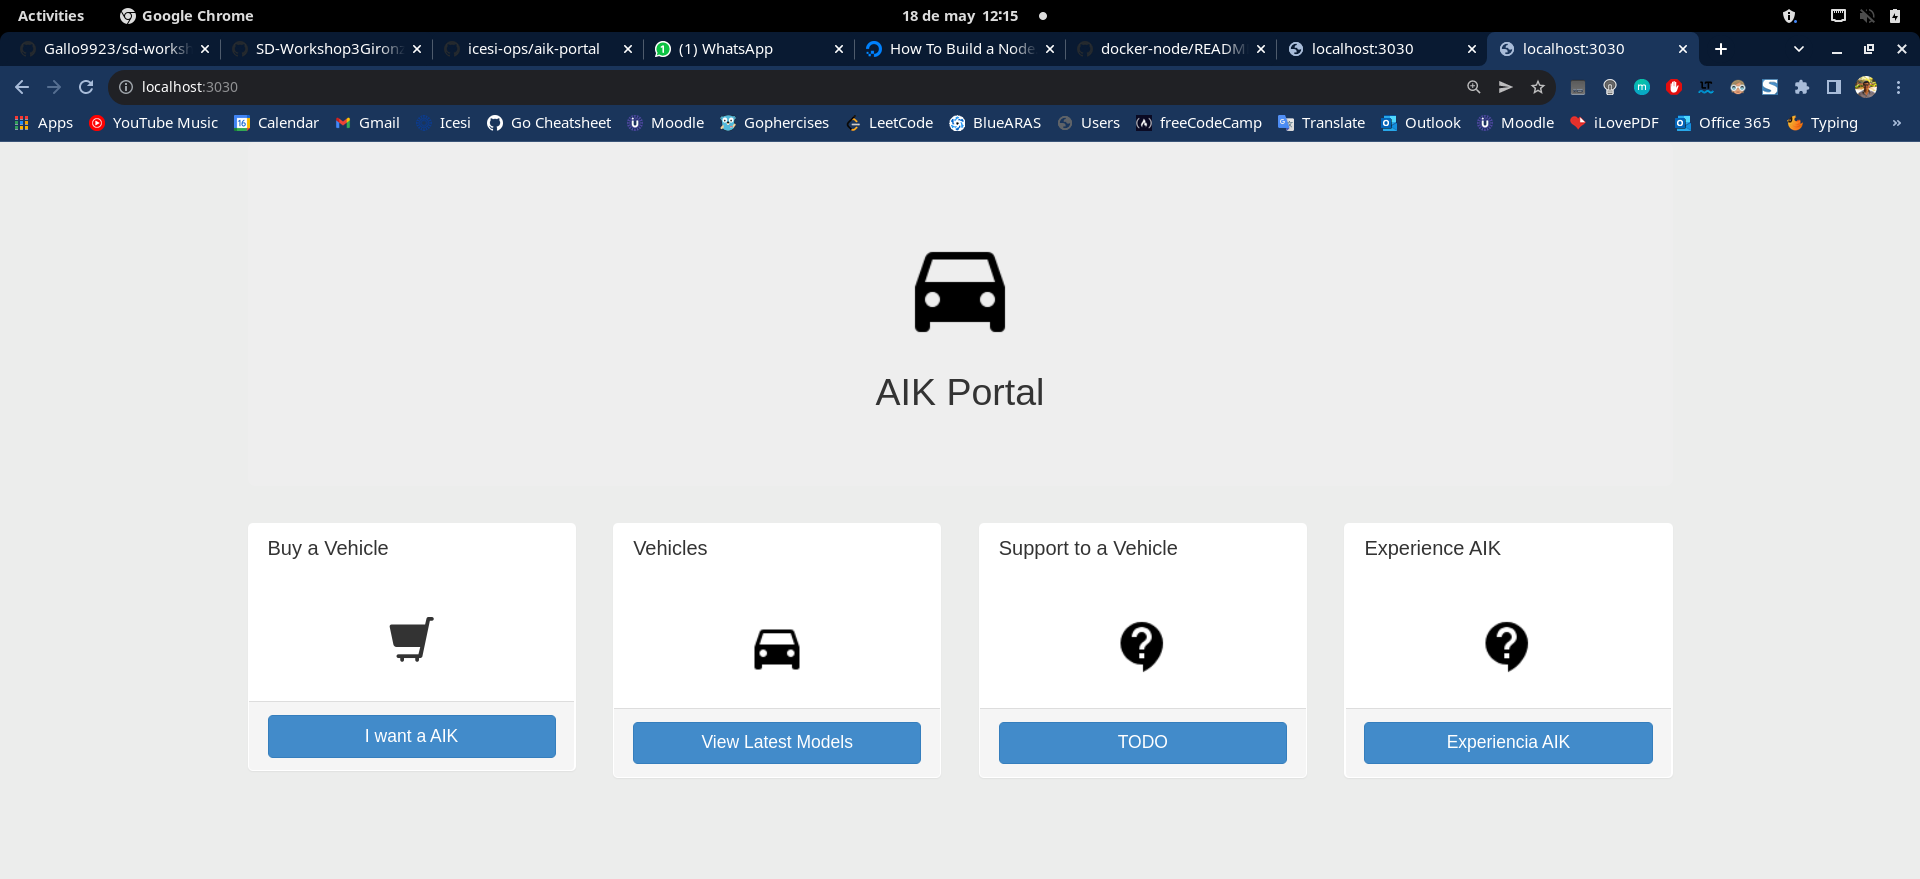 Activities Google Chrome 18 de may 12:15
Gallo9923/sd-worksh SD-Workshop3Giron icesi-ops/aik-portal (1) WhatsApp How To Build a Node docker-node/READM localhost:3030 localhost:3030
localhost:3030
Apps YouTube Music Calendar Gmail Icesi Go Cheatsheet Moodle Gophercises LeetCode BlueARAS Users freeCodeCamp Translate Outlook Moodle iLovePDF Office 365 Typing »
AIK Portal
Buy a Vehicle Vehicles Support to a Vehicle Experience AIK
I want a AIK View Latest Models TODO Experiencia AIK